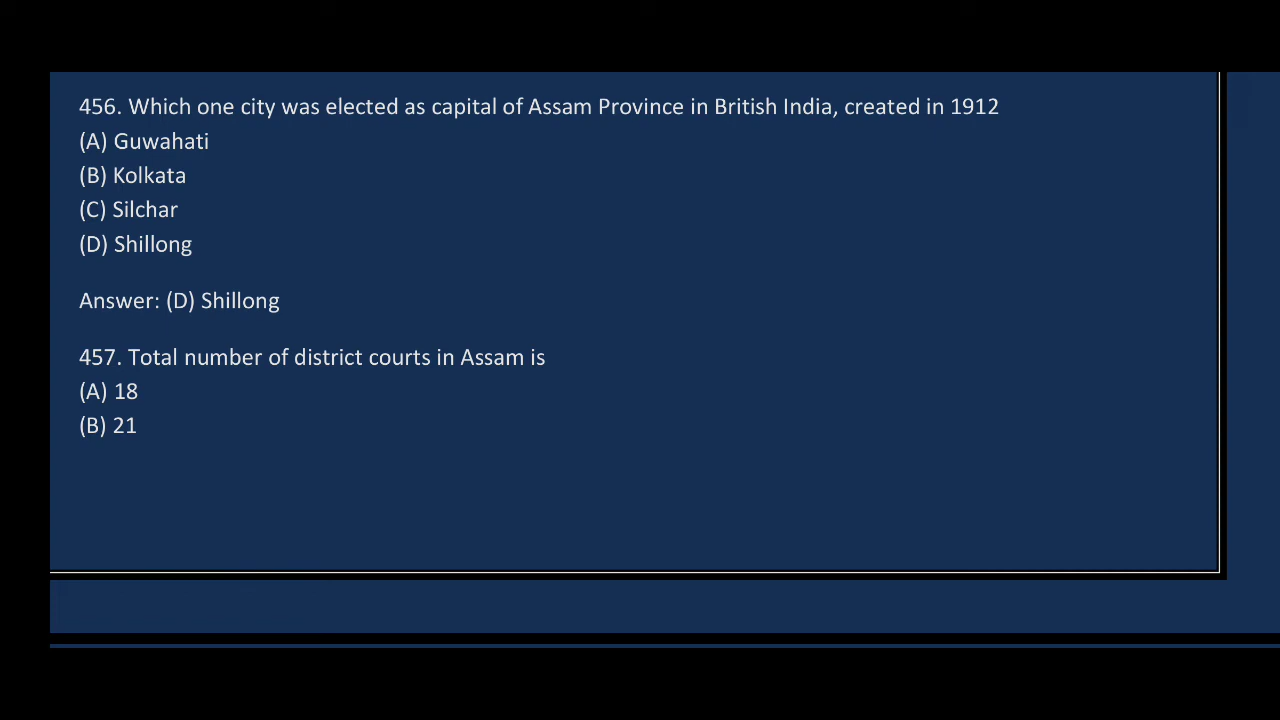 456. Which one city was elected as capital of Assam Province in British India, created in 1912
(A) Guwahati
(B) Kolkata
(C) Silchar
(D) Shillong
Answer: (D) Shillong
457. Total number of district courts in Assam is
(A) 18
(B) 21